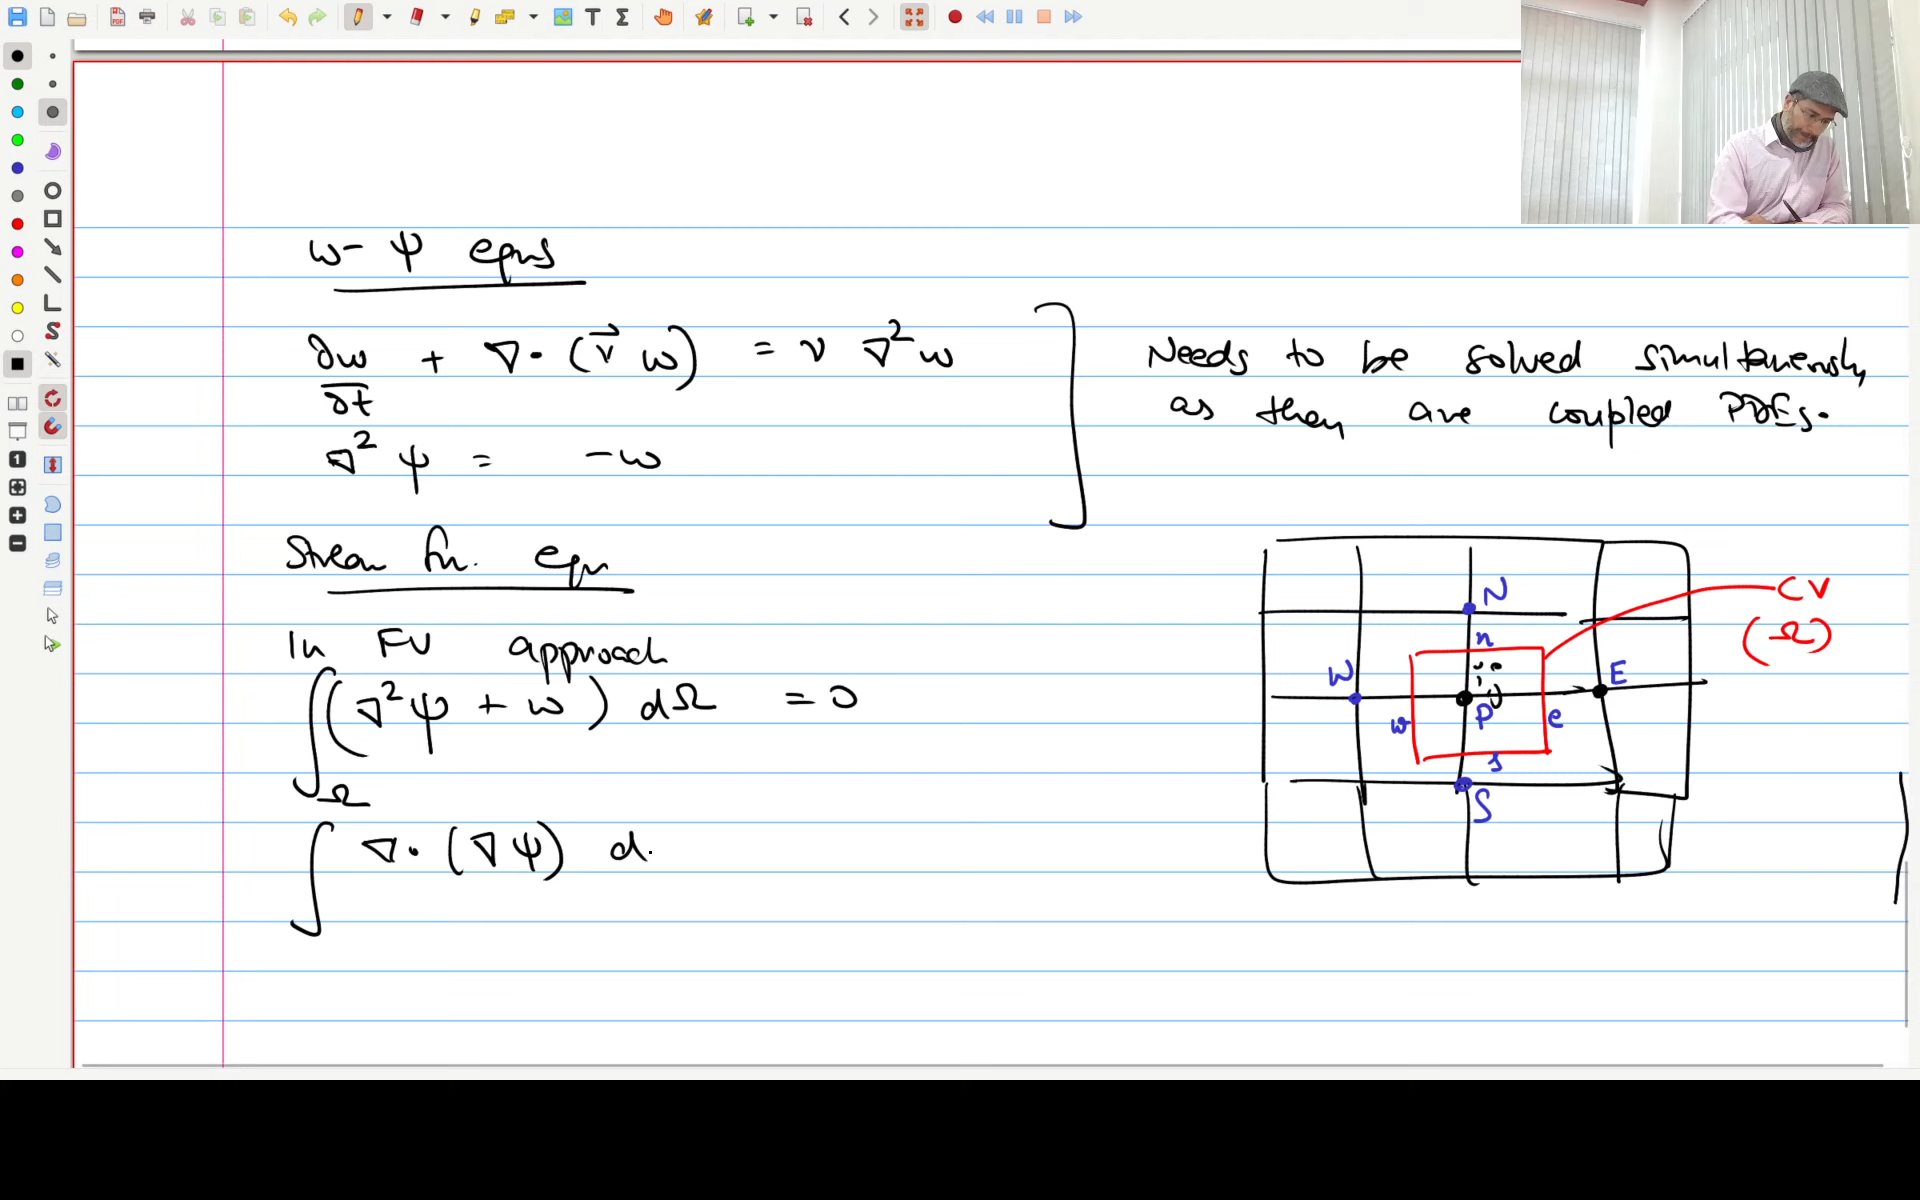 ω - ψ eqns
∂ω/∂t + ∇·(v⃗ ω) = ν ∇²ω
∇²ψ = -ω
Needs to be solved simultaneously
as they are coupled PDEs.
Stream fn. eqn
In FV approach
∫_Ω (∇²ψ + ω) dΩ = 0
∫ ∇·(∇ψ) d
CV
(Ω)
N
n
W
E
w
P
e
s
S